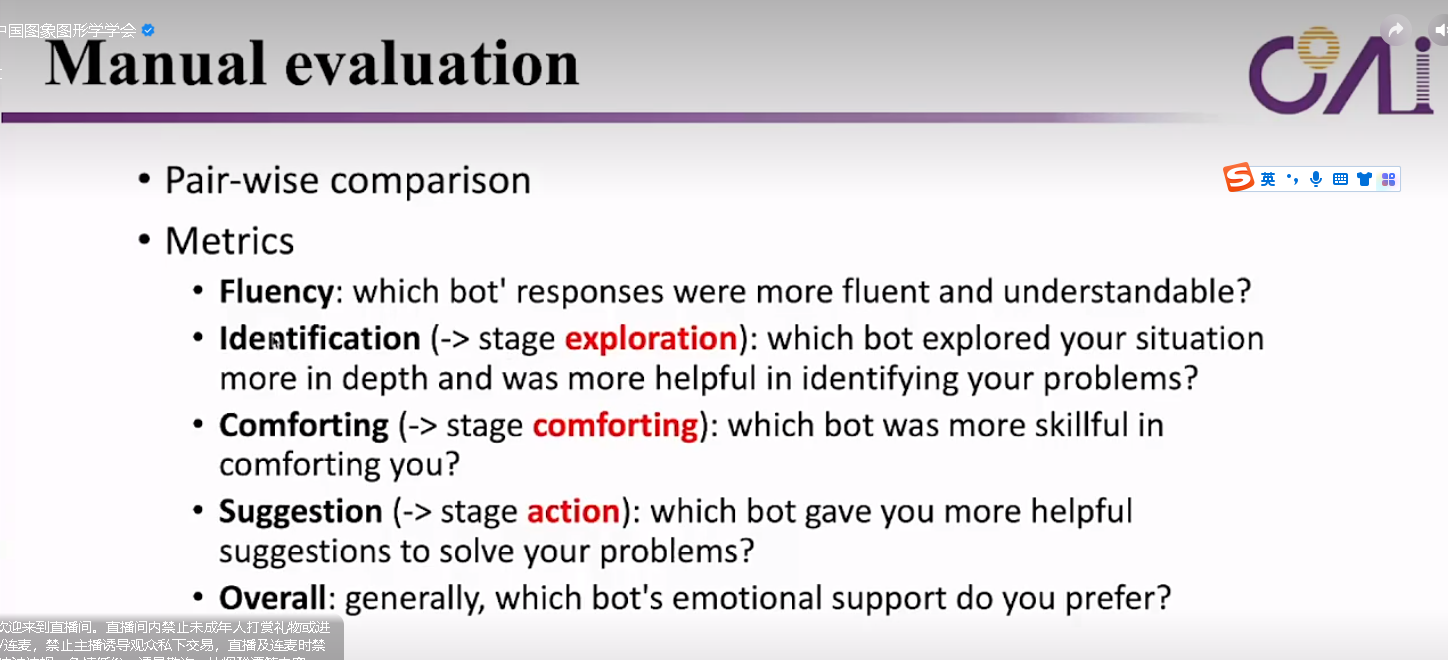 中国图象图形学学会
Manual evaluation
COAI
英
• Pair-wise comparison
• Metrics
• Fluency: which bot' responses were more fluent and understandable?
• Identification (-> stage exploration): which bot explored your situation
more in depth and was more helpful in identifying your problems?
• Comforting (-> stage comforting): which bot was more skillful in
comforting you?
• Suggestion (-> stage action): which bot gave you more helpful
suggestions to solve your problems?
• Overall: generally, which bot's emotional support do you prefer?
欢迎来到直播间。直播间内禁止未成年人打赏礼物或进
连麦，禁止主播诱导观众私下交易，直播及连麦时禁